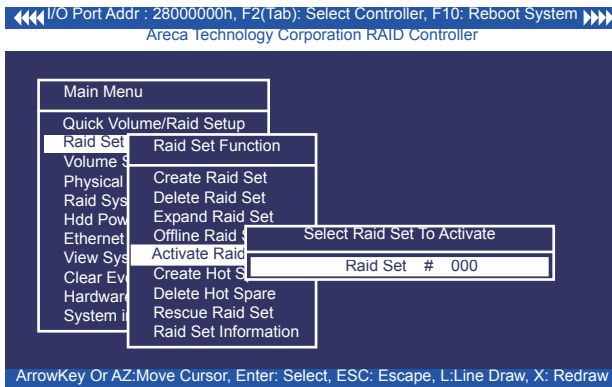 I/O Port Addr : 28000000h, F2(Tab): Select Controller, F10: Reboot System
Areca Technology Corporation RAID Controller
Main Menu
Quick Volume/Raid Setup
Raid Set
Volume S
Physical
Raid Sys
Hdd Pow
Ethernet
View Sys
Clear Ev
Hardware
System i
Raid Set Function
Create Raid Set
Delete Raid Set
Expand Raid Set
Offline Raid S
Activate Raid
Create Hot S
Delete Hot Spare
Rescue Raid Set
Raid Set Information
Select Raid Set To Activate
Raid Set # 000
ArrowKey Or AZ:Move Cursor, Enter: Select, ESC: Escape, L:Line Draw, X: Redraw